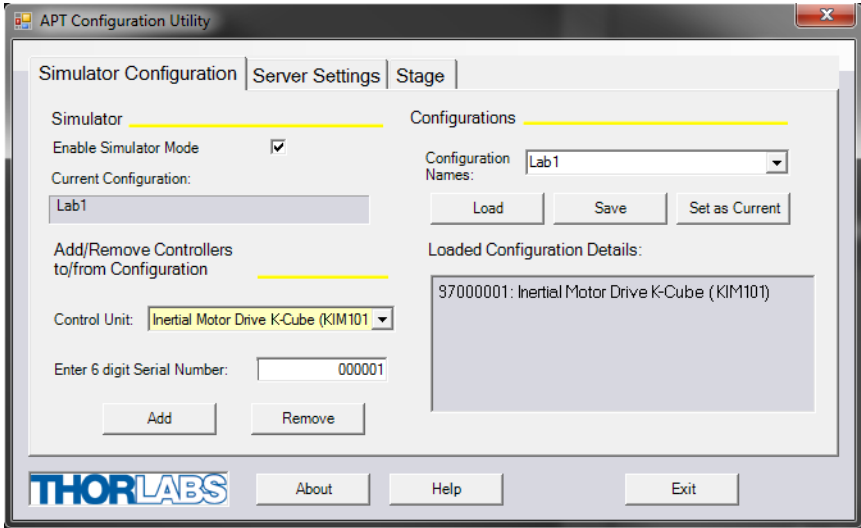 APT Configuration Utility
Simulator Configuration
Server Settings
Stage
Simulator
Enable Simulator Mode
Current Configuration:
Lab1
Add/Remove Controllers
to/from Configuration
Control Unit:
Inertial Motor Drive K-Cube (KIM101
Enter 6 digit Serial Number:
000001
Add
Remove
Configurations
Configuration
Names:
Lab1
Load
Save
Set as Current
Loaded Configuration Details:
97000001: Inertial Motor Drive K-Cube (KIM101)
THORLABS
About
Help
Exit